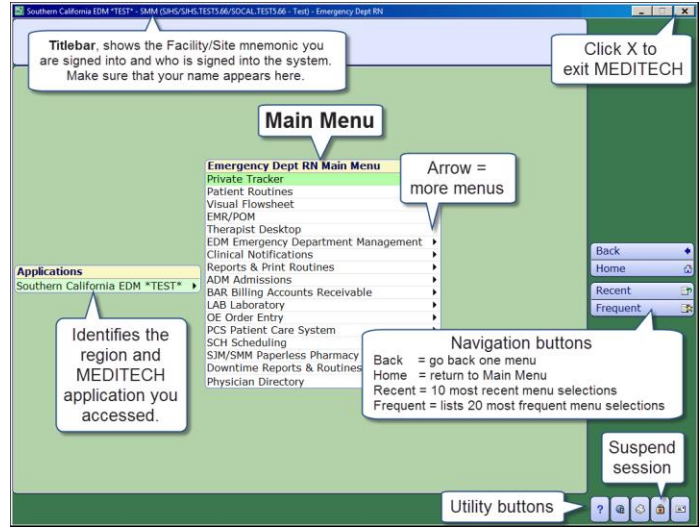 Southern California EDM *TEST* - SMM (SJHS/SJHS.TEST5.66/SOCAL.TEST5.66 - Test) - Emergency Dept RN
Titlebar, shows the Facility/Site mnemonic you
are signed into and who is signed into the system.
Make sure that your name appears here.
Click X to
exit MEDITECH
Main Menu
Emergency Dept RN Main Menu
Private Tracker
Patient Routines
Visual Flowsheet
EMR/POM
Therapist Desktop
EDM Emergency Department Management
Clinical Notifications
Reports & Print Routines
ADM Admissions
BAR Billing Accounts Receivable
LAB Laboratory
OE Order Entry
PCS Patient Care System
SCH Scheduling
SJM/SMM Paperless Pharmacy
Downtime Reports & Routines
Physician Directory
Arrow =
more menus
Applications
Southern California EDM *TEST*
Identifies the
region and
MEDITECH
application you
accessed.
Back
Home
Recent
Frequent
Navigation buttons
Back = go back one menu
Home = return to Main Menu
Recent = 10 most recent menu selections
Frequent = lists 20 most frequent menu selections
Suspend
session
Utility buttons
?